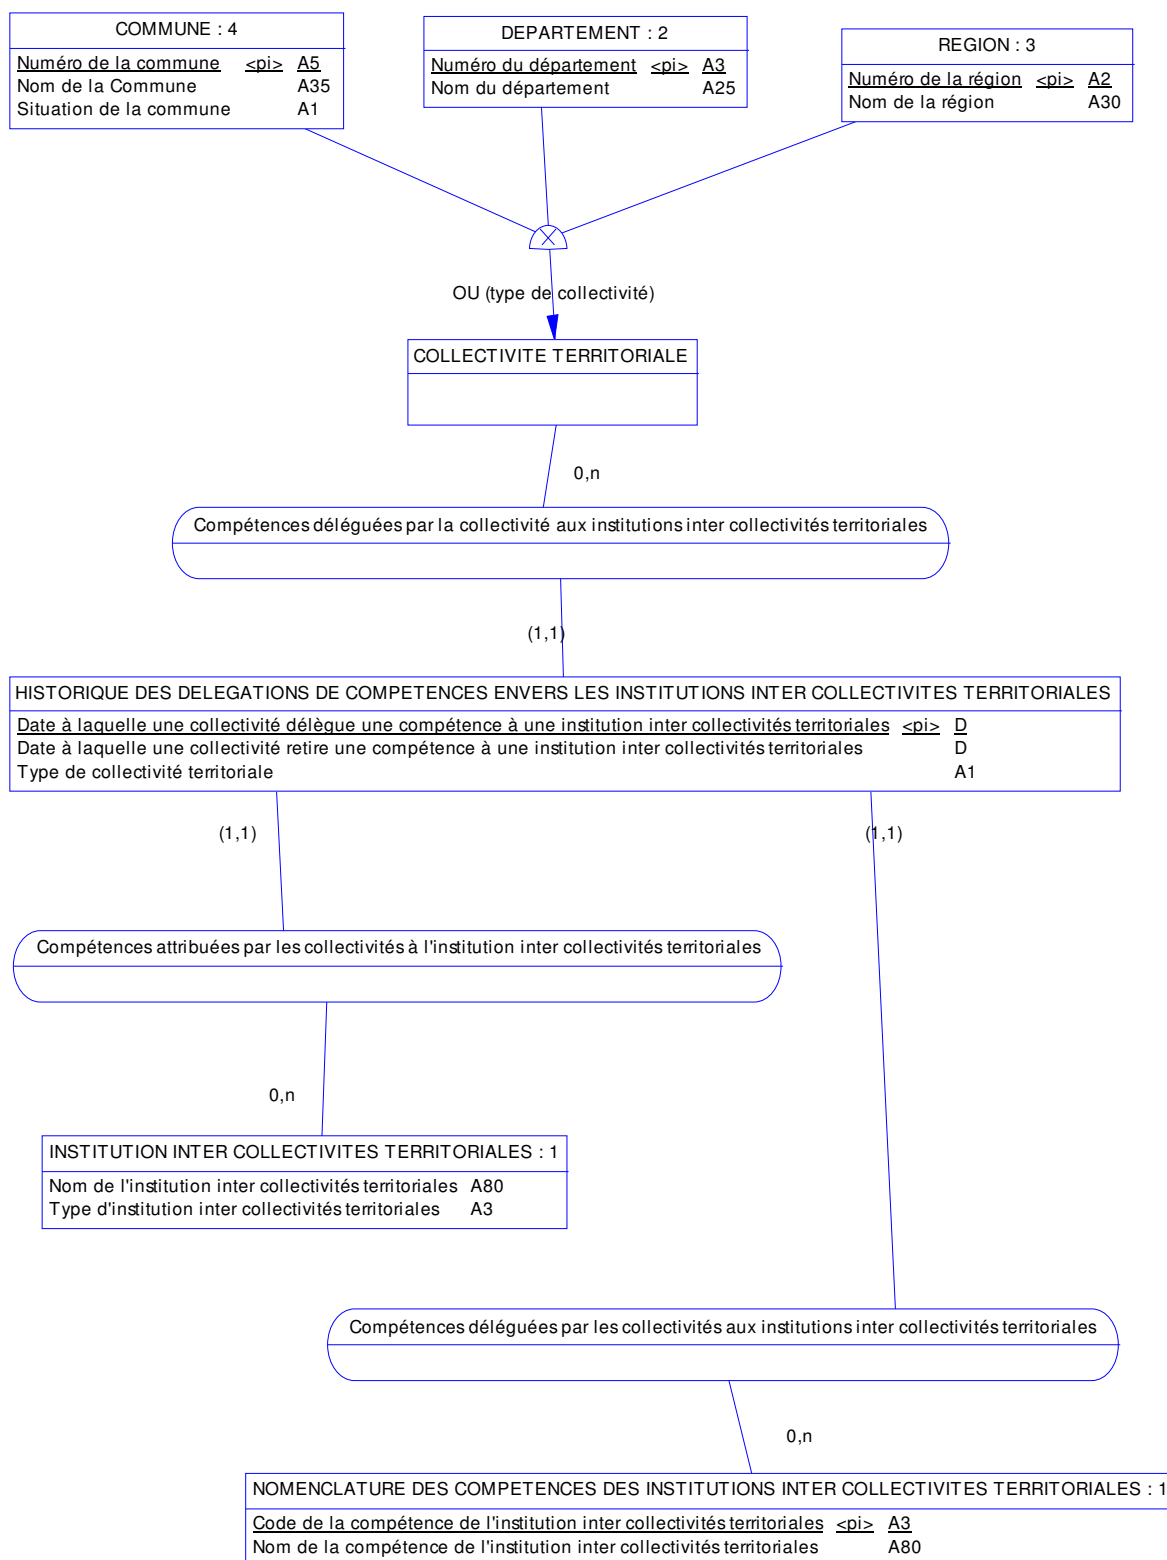 COMMUNE : 4
Numéro de la commune <pi> A5
Nom de la Commune A35
Situation de la commune A1
DEPARTEMENT : 2
Numéro du département <pi> A3
Nom du département A25
REGION : 3
Numéro de la région <pi> A2
Nom de la région A30
OU (type de collectivité)
COLLECTIVITE TERRITORIALE
0,n
Compétences déléguées par la collectivité aux institutions inter collectivités territoriales
(1,1)
HISTORIQUE DES DELEGATIONS DE COMPETENCES ENVERS LES INSTITUTIONS INTER COLLECTIVITES TERRITORIALES
Date à laquelle une collectivité délègue une compétence à une institution inter collectivités territoriales <pi> D
Date à laquelle une collectivité retire une compétence à une institution inter collectivités territoriales D
Type de collectivité territoriale A1
(1,1)
(1,1)
Compétences attribuées par les collectivités à l'institution inter collectivités territoriales
0,n
INSTITUTION INTER COLLECTIVITES TERRITORIALES : 1
Nom de l'institution inter collectivités territoriales A80
Type d'institution inter collectivités territoriales A3
Compétences déléguées par les collectivités aux institutions inter collectivités territoriales
0,n
NOMENCLATURE DES COMPETENCES DES INSTITUTIONS INTER COLLECTIVITES TERRITORIALES : 1
Code de la compétence de l'institution inter collectivités territoriales <pi> A3
Nom de la compétence de l'institution inter collectivités territoriales A80